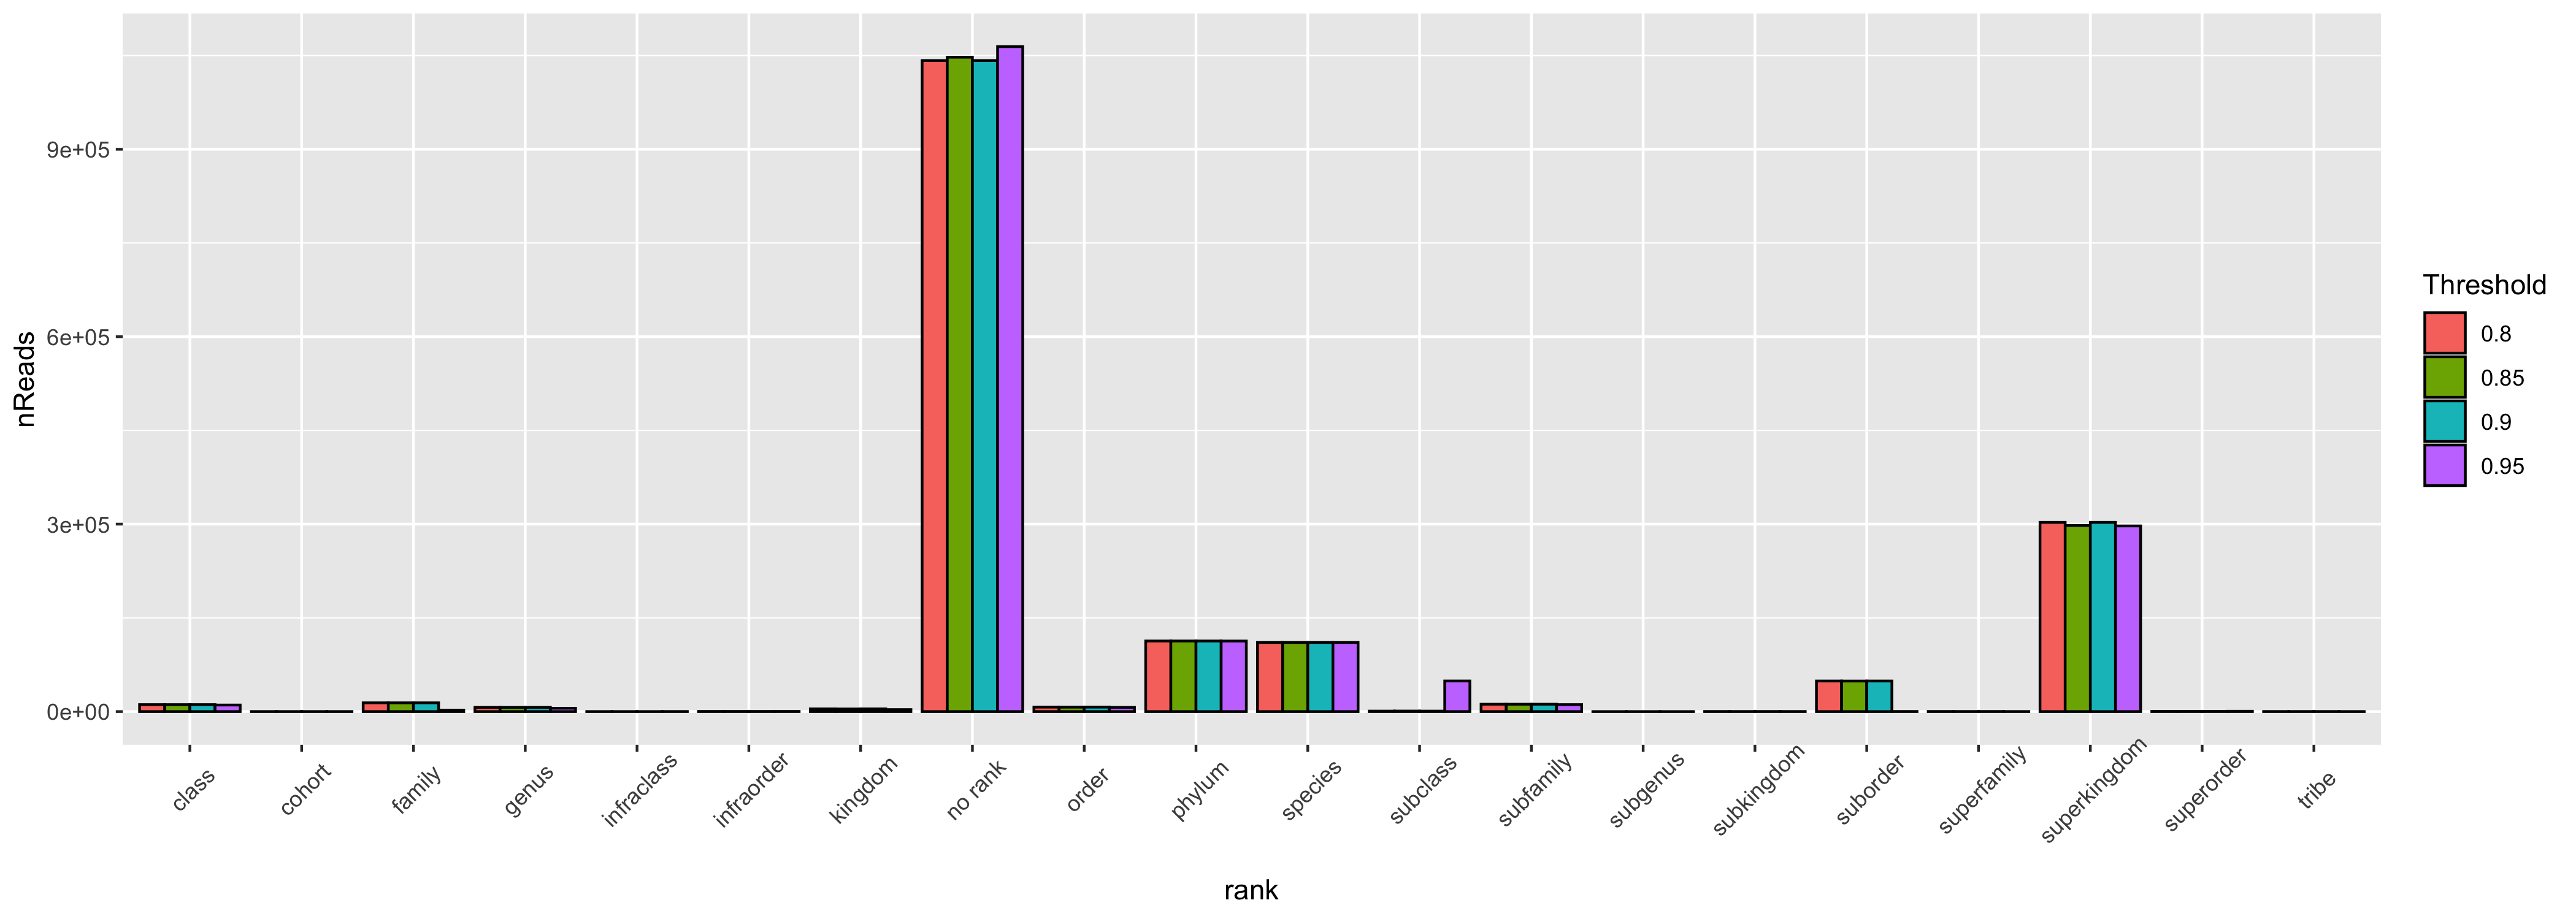 nReads
9e+05
6e+05
3e+05
0e+00
class
cohort
family
genus
infraclass
infraorder
kingdom
no rank
order
phylum
species
subclass
subfamily
subgenus
subkingdom
suborder
superfamily
superkingdom
superorder
tribe
rank
Threshold
0.8
0.85
0.9
0.95